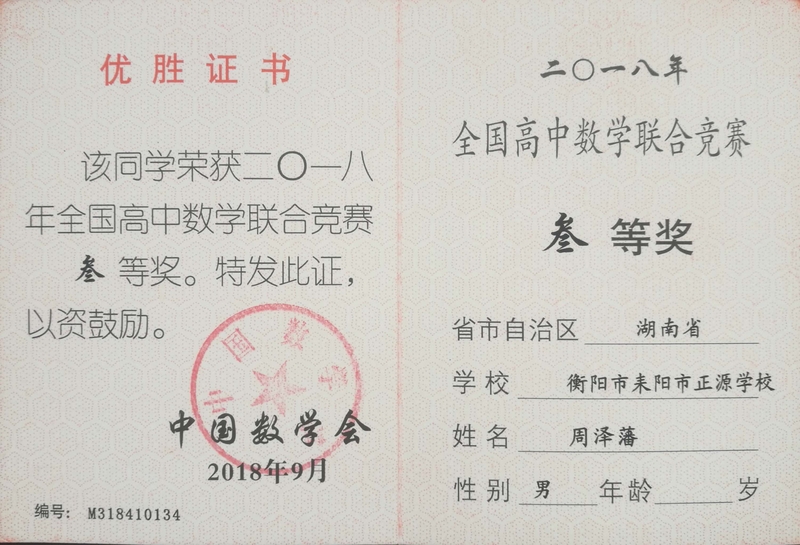 优胜证书
该同学荣获二〇一八
年全国高中数学联合竞赛
叁等奖。特发此证，
以资鼓励。
中国数学会
中国数学会
2018年9月
编号：M318410134
二〇一八年
全国高中数学联合竞赛
叁等奖
省市自治区 湖南省
学校 衡阳市耒阳市正源学校
姓名 周泽藩
性别 男 年龄 岁